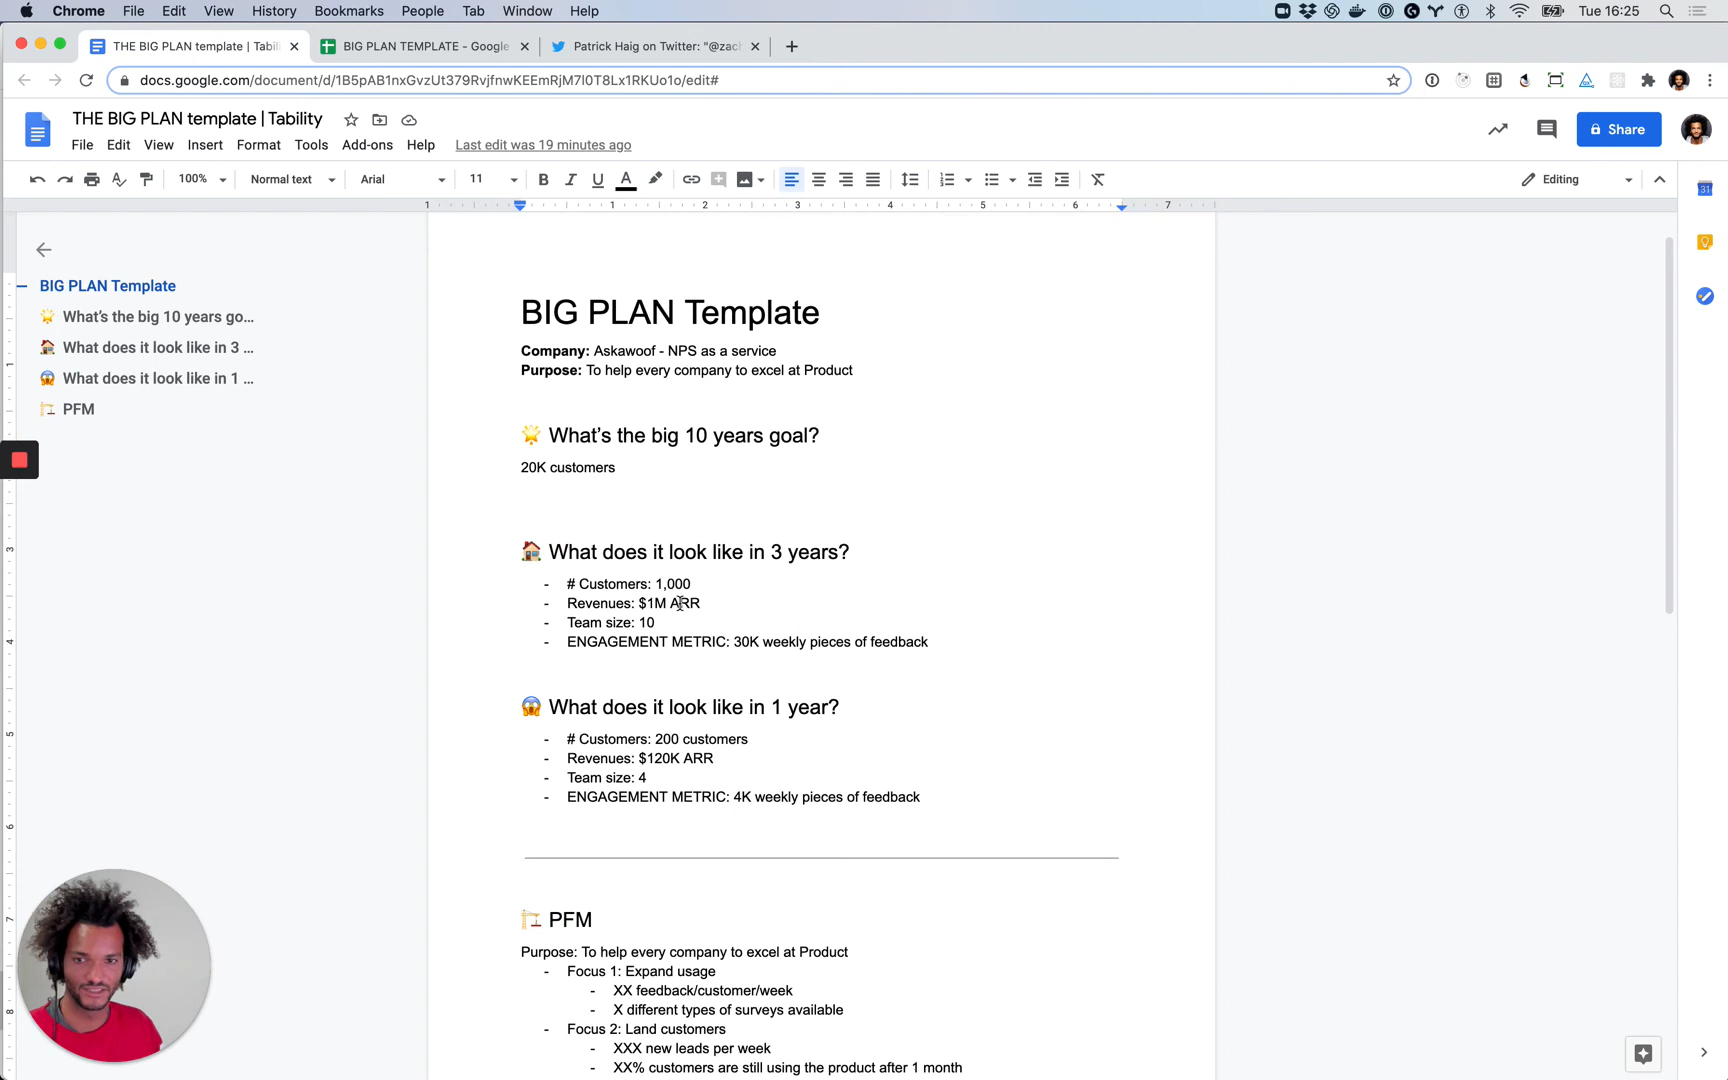 Chrome File Edit View History Bookmarks People Tab Window Help Tue 16:25
THE BIG PLAN template | Tabili
BIG PLAN TEMPLATE - Google
Patrick Haig on Twitter: "@zac
docs.google.com/document/d/1B5pAB1nxGvzUt379RvjfnwKEEmRjM7l0T8Lx1RKUo1o/edit#
THE BIG PLAN template | Tability
Share
File Edit View Insert Format Tools Add-ons Help Last edit was 19 minutes ago
100% Normal text Arial 11 Editing
1 1 2 3 4 5 6 7
BIG PLAN Template
What's the big 10 years go...
What does it look like in 3 ...
What does it look like in 1 ...
PFM
BIG PLAN Template
Company: Askawoof - NPS as a service
Purpose: To help every company to excel at Product
What's the big 10 years goal?
20K customers
What does it look like in 3 years?
- # Customers: 1,000
- Revenues: $1M ARR
- Team size: 10
- ENGAGEMENT METRIC: 30K weekly pieces of feedback
What does it look like in 1 year?
- # Customers: 200 customers
- Revenues: $120K ARR
- Team size: 4
- ENGAGEMENT METRIC: 4K weekly pieces of feedback
PFM
Purpose: To help every company to excel at Product
- Focus 1: Expand usage
- XX feedback/customer/week
- X different types of surveys available
- Focus 2: Land customers
- XXX new leads per week
- XX% customers are still using the product after 1 month